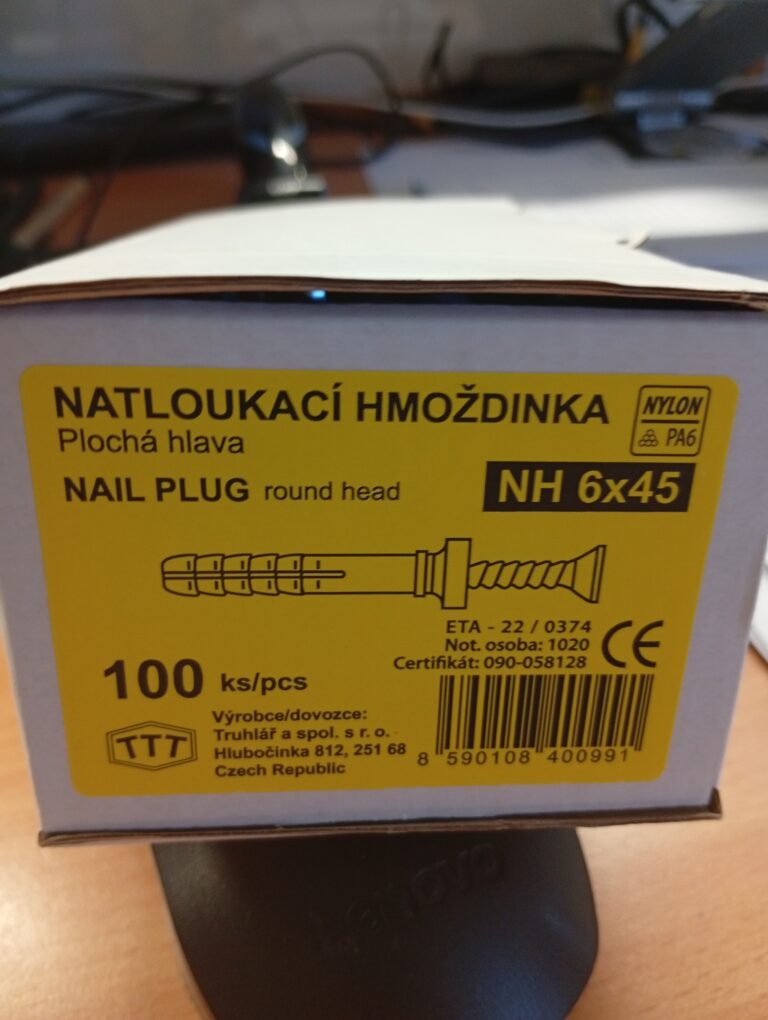 NATLOUKACÍ HMOŽDINKA
Plochá hlava
NYLON
PA6
NAIL PLUG round head
NH 6x45
ETA - 22 / 0374
Not. osoba: 1020
Certifikát: 090-058128
CE
100 ks/pcs
TTT
Výrobce/dovozce:
Truhlář a spol. s r. o.
Hlubočinka 812, 251 68
Czech Republic
8 590108 400991
Lenovo